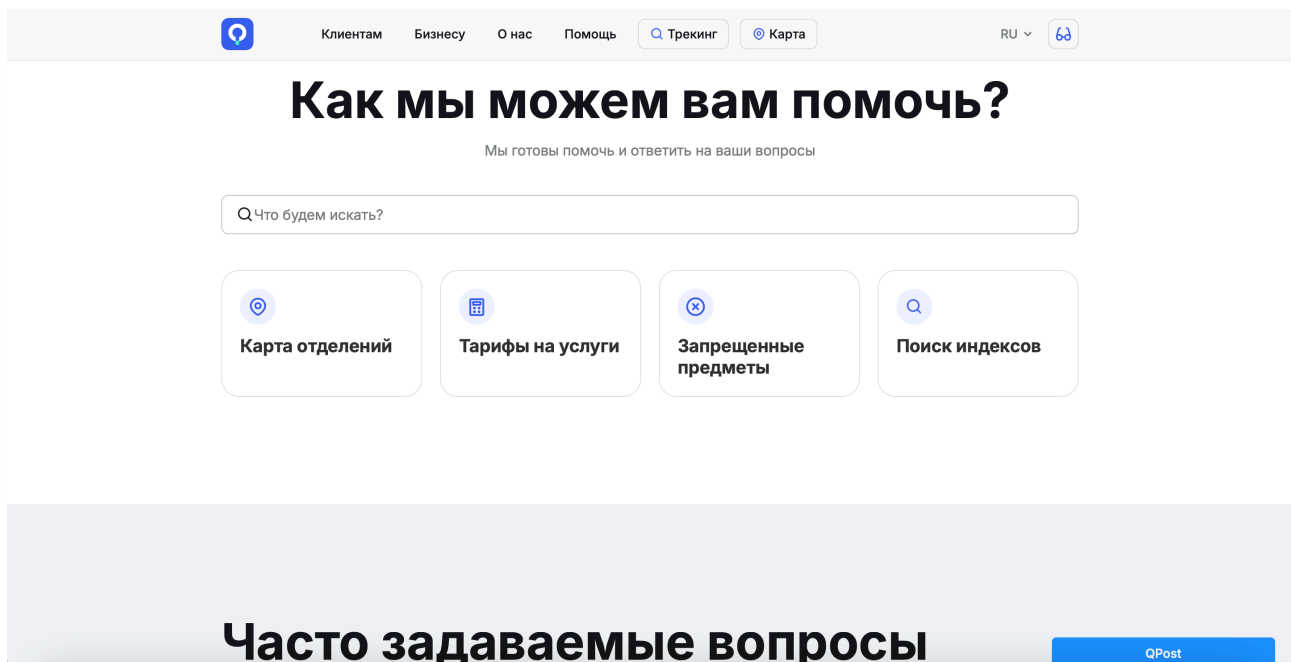 Клиентам
Бизнесу
О нас
Помощь
Трекинг
Карта
RU
Как мы можем вам помочь?
Мы готовы помочь и ответить на ваши вопросы
Что будем искать?
Карта отделений
Тарифы на услуги
Запрещенные
предметы
Поиск индексов
Часто задаваемые вопросы
QPost